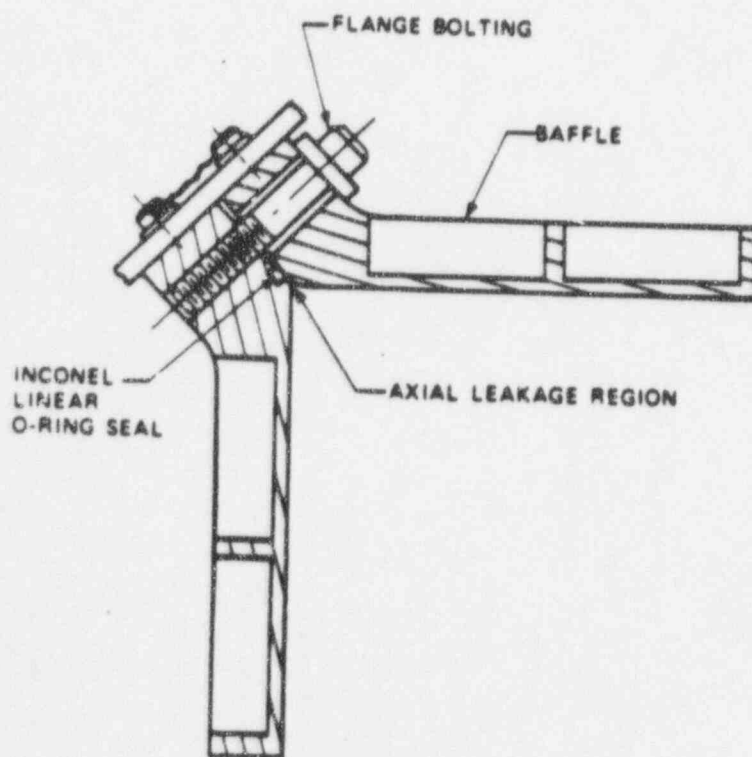 FLANGE BOLTING
BAFFLE
INCONEL
LINEAR
O-RING SEAL
AXIAL LEAKAGE REGION